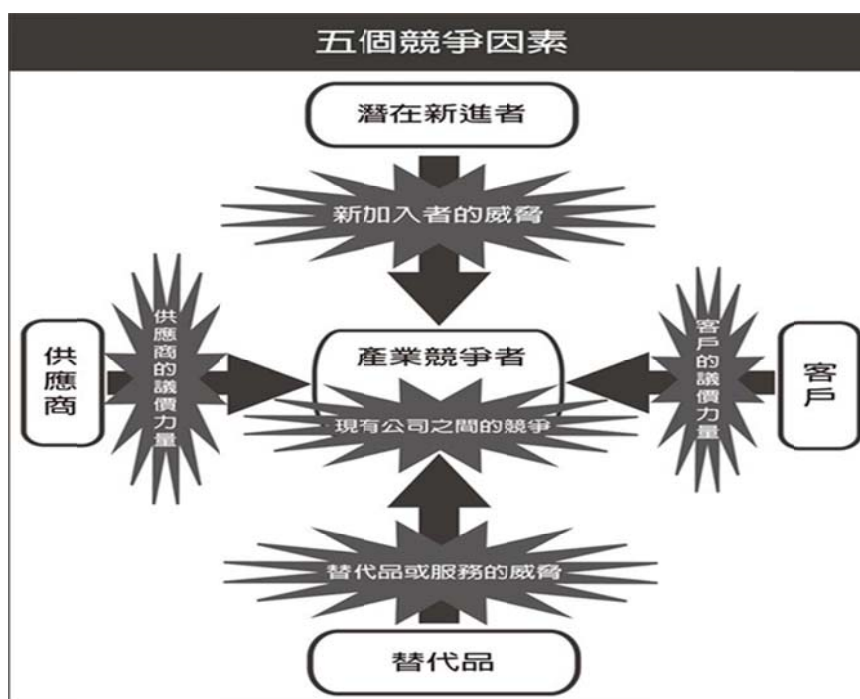 五個競爭因素
潛在新進者
新加入者的威脅
供應商
供應商的議價力量
產業競爭者
現有公司之間的競爭
客戶的議價力量
客戶
替代品或服務的威脅
替代品